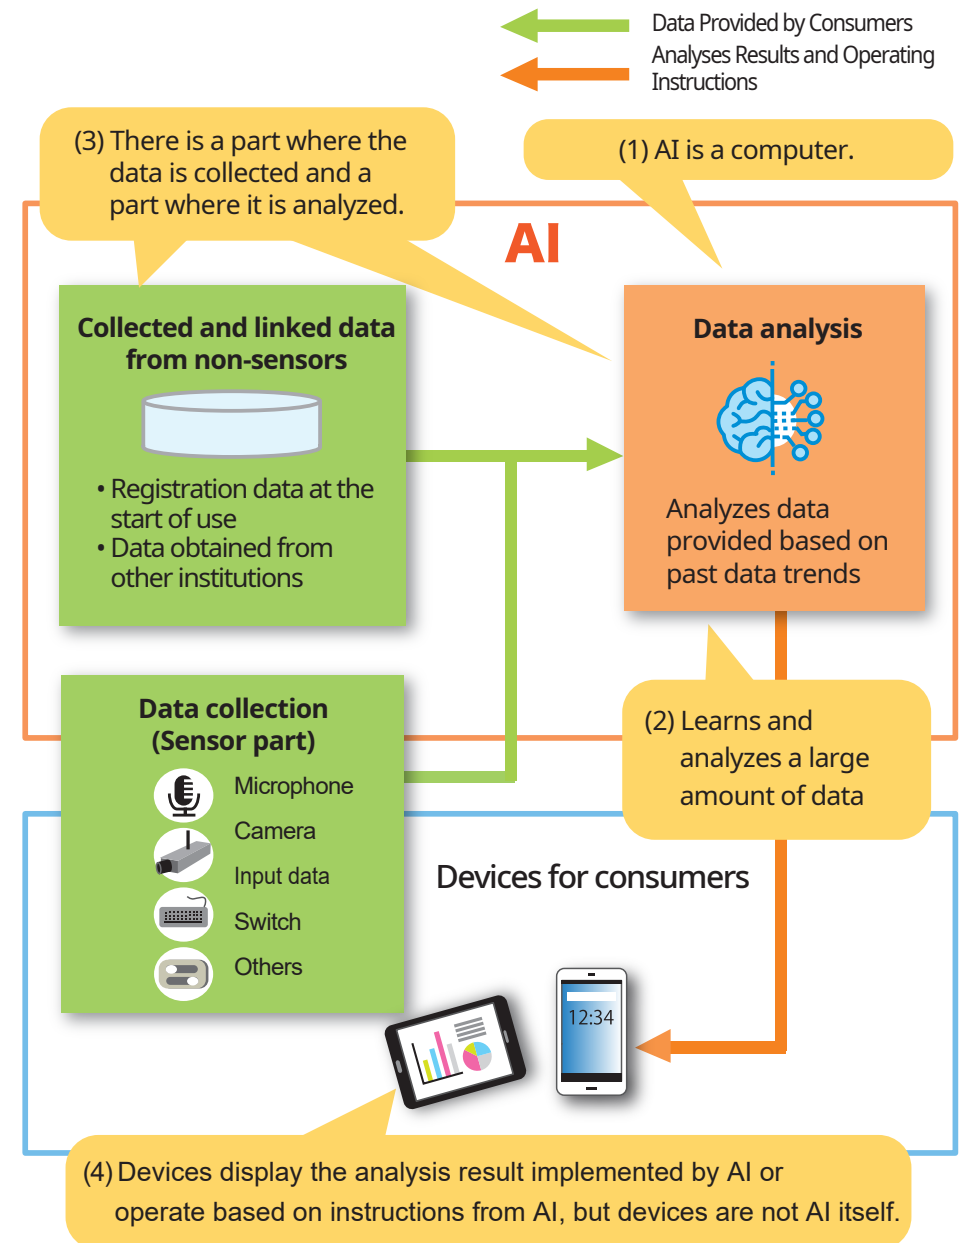 Data Provided by Consumers
Analyses Results and Operating
Instructions
(3) There is a part where the
data is collected and a
part where it is analyzed.
(1) AI is a computer.
AI
Collected and linked data
from non-sensors
• Registration data at the
start of use
• Data obtained from
other institutions
Data analysis
Analyzes data
provided based on
past data trends
Data collection
(Sensor part)
Microphone
Camera
Input data
Switch
Others
(2) Learns and
analyzes a large
amount of data
Devices for consumers
12:34
(4) Devices display the analysis result implemented by AI or
operate based on instructions from AI, but devices are not AI itself.